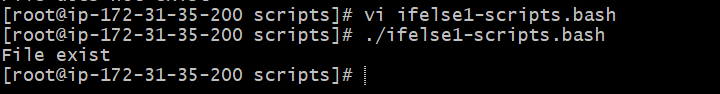 [root@ip-172-31-35-200 scripts]# vi ifelse1-scripts.bash
[root@ip-172-31-35-200 scripts]# ./ifelse1-scripts.bash
File exist
[root@ip-172-31-35-200 scripts]#